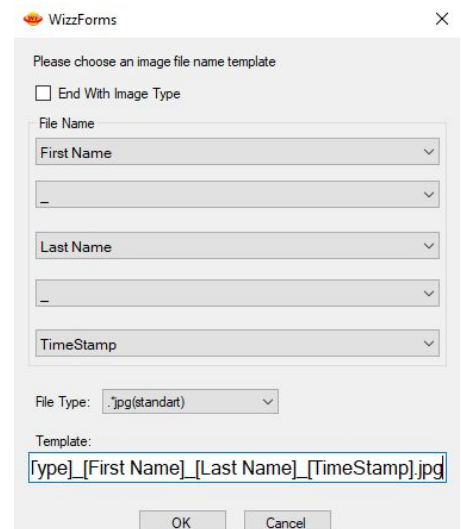 WizzForms
Please choose an image file name template
End With Image Type
File Name
First Name
_
Last Name
_
TimeStamp
File Type: .*jpg(standart)
Template:
Type]_[First Name]_[Last Name]_[TimeStamp].jpg
OK Cancel